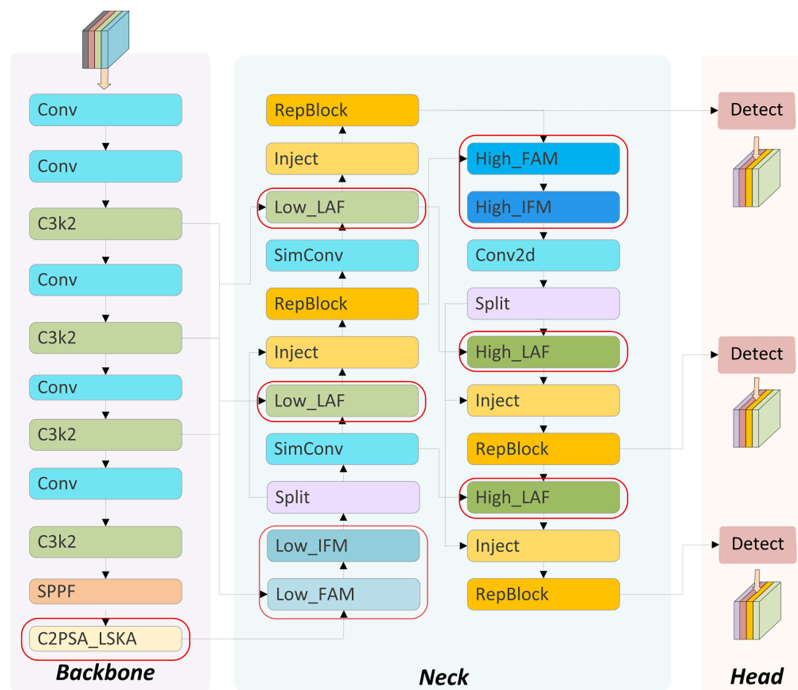 Conv
Conv
C3k2
Conv
C3k2
Conv
C3k2
Conv
C3k2
SPPF
C2PSA_LSKA
Backbone
RepBlock
Inject
Low_LAF
SimConv
RepBlock
Inject
Low_LAF
SimConv
Split
Low_IFM
Low_FAM
High_FAM
High_IFM
Conv2d
Split
High_LAF
Inject
RepBlock
High_LAF
Inject
RepBlock
Neck
Detect
Detect
Detect
Head